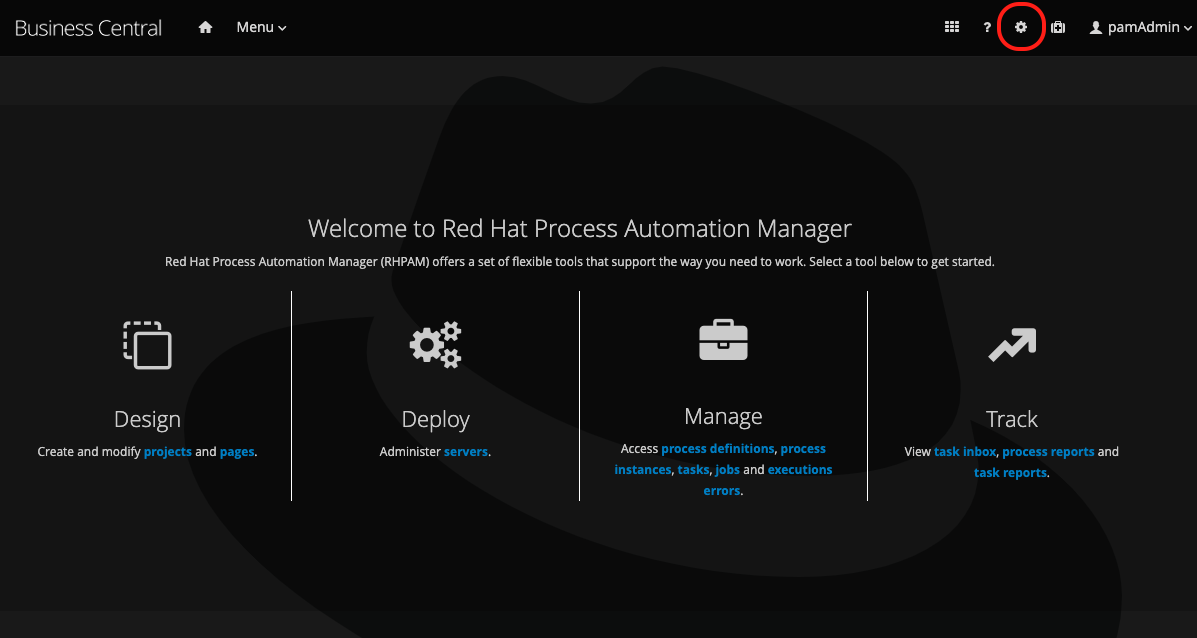 Business Central Menu ? pamAdmin
Welcome to Red Hat Process Automation Manager
Red Hat Process Automation Manager (RHPAM) offers a set of flexible tools that support the way you need to work. Select a tool below to get started.
Design
Create and modify projects and pages.
Deploy
Administer servers.
Manage
Access process definitions, process
instances, tasks, jobs and executions
errors.
Track
View task inbox, process reports and
task reports.